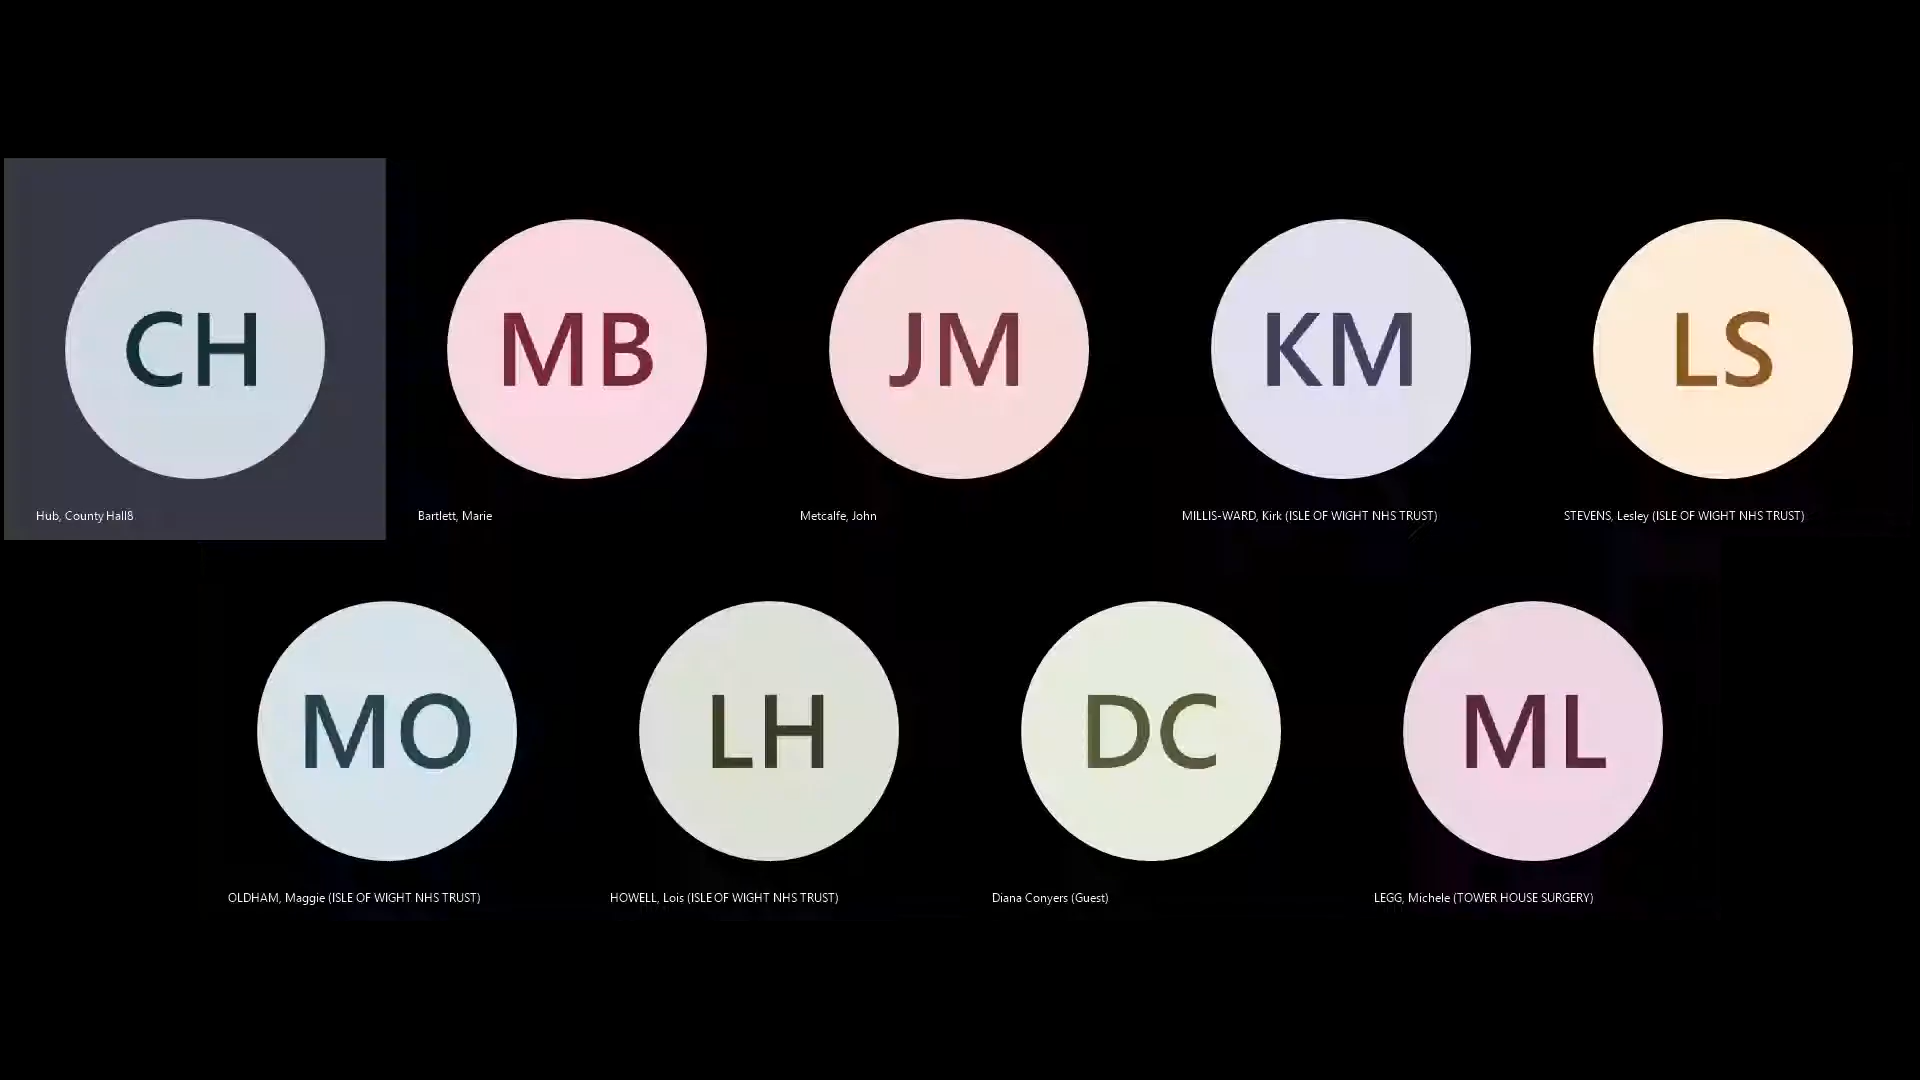 CH
MB
JM
KM
LS
Hub, County Hall8
Bartlett, Marie
Metcalfe, John
MILLIS-WARD, Kirk (ISLE OF WIGHT NHS TRUST)
STEVENS, Lesley (ISLE OF WIGHT NHS TRUST)
MO
LH
DC
ML
OLDHAM, Maggie (ISLE OF WIGHT NHS TRUST)
HOWELL, Lois (ISLE OF WIGHT NHS TRUST)
Diana Conyers (Guest)
LEGG, Michele (TOWER HOUSE SURGERY)